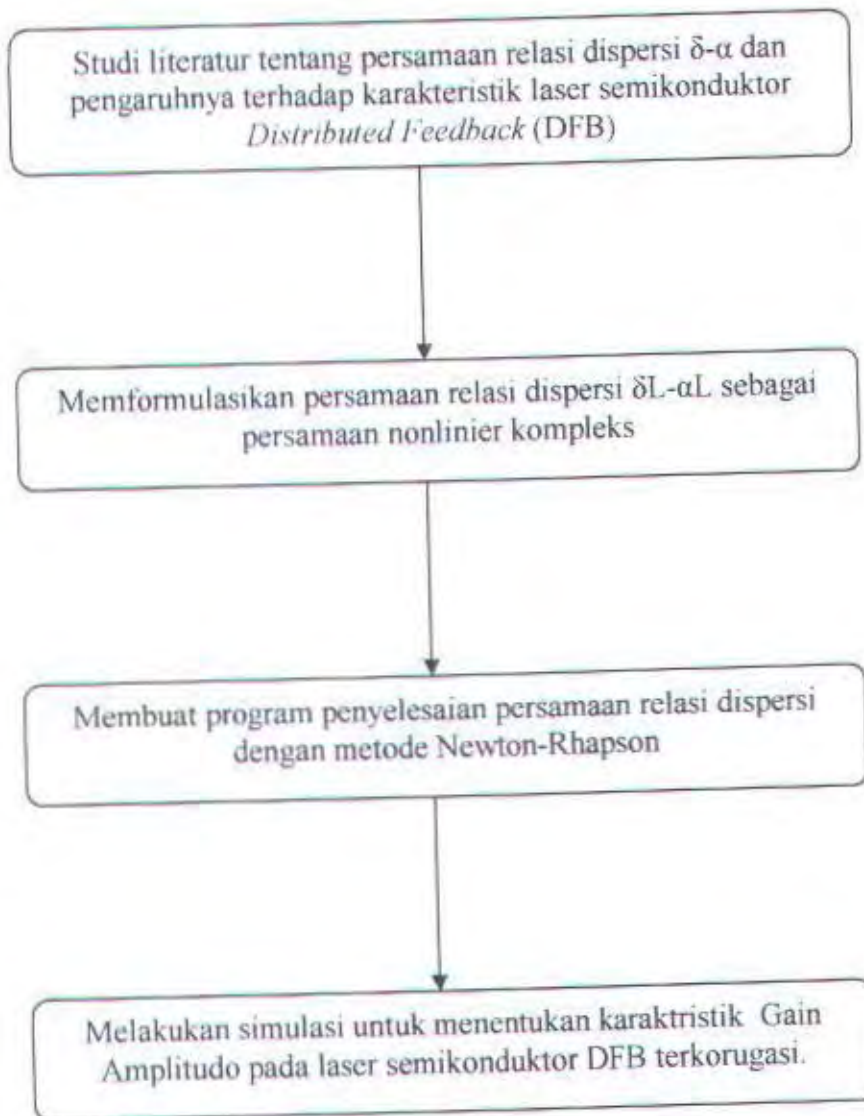 Studi literatur tentang persamaan relasi dispersi δ-α dan
pengaruhnya terhadap karakteristik laser semikonduktor
Distributed Feedback (DFB)
Memformulasikan persamaan relasi dispersi δL-αL sebagai
persamaan nonlinier kompleks
Membuat program penyelesaian persamaan relasi dispersi
dengan metode Newton-Rhapson
Melakukan simulasi untuk menentukan karaktristik Gain
Amplitudo pada laser semikonduktor DFB terkorugasi.